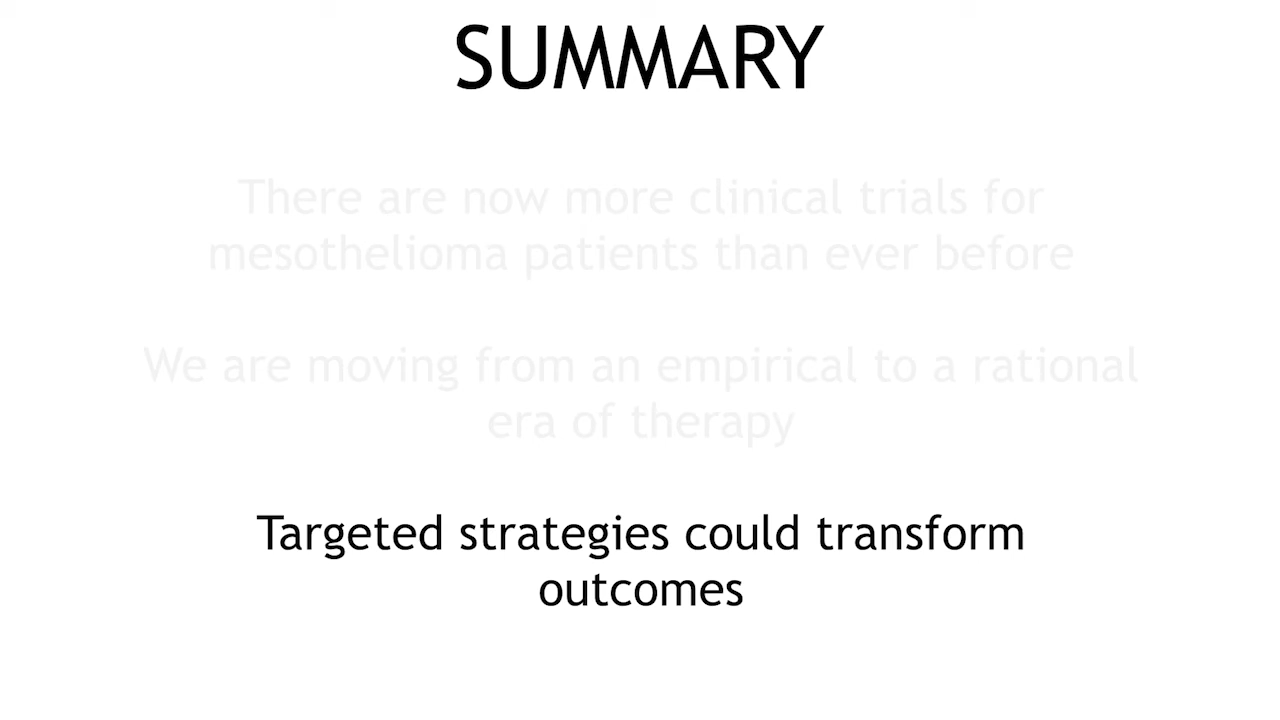 SUMMARY
There are now more clinical trials for
mesothelioma patients than ever before
We are moving from an empirical to a rational
era of therapy
Targeted strategies could transform
outcomes